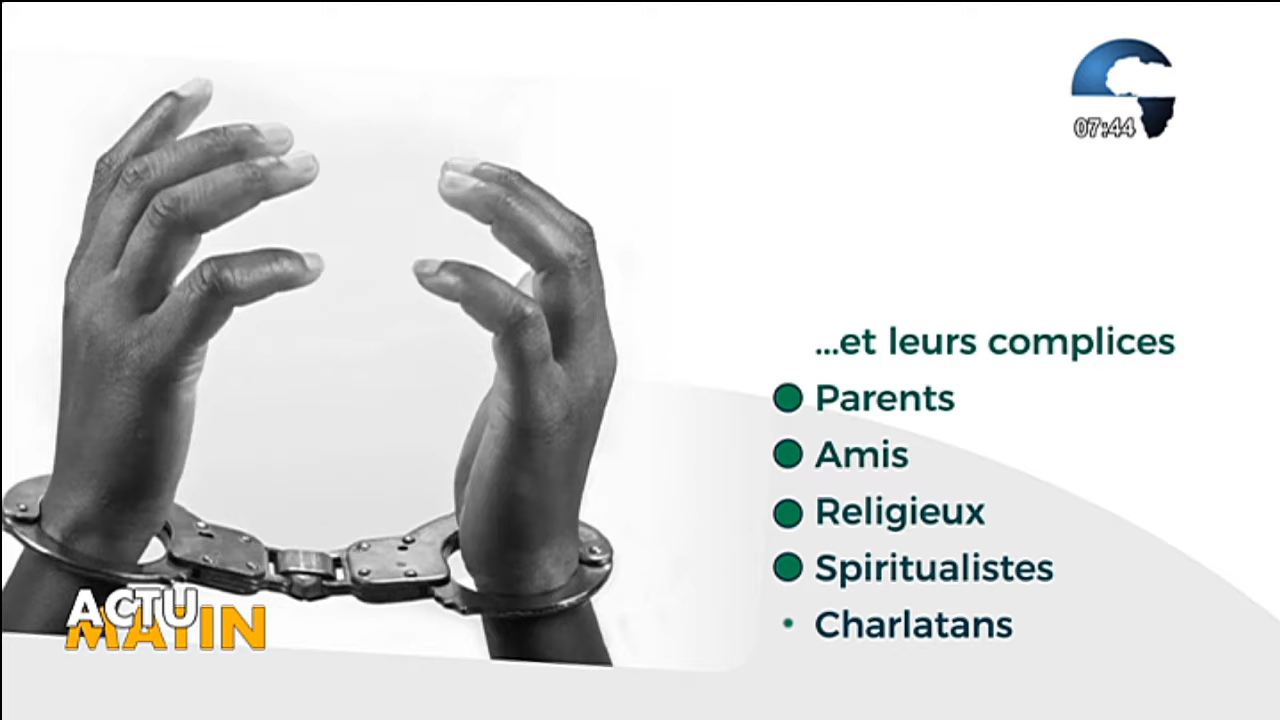 07:44
...et leurs complices
Parents
Amis
Religieux
Spiritualistes
Charlatans
ACTU
MATIN